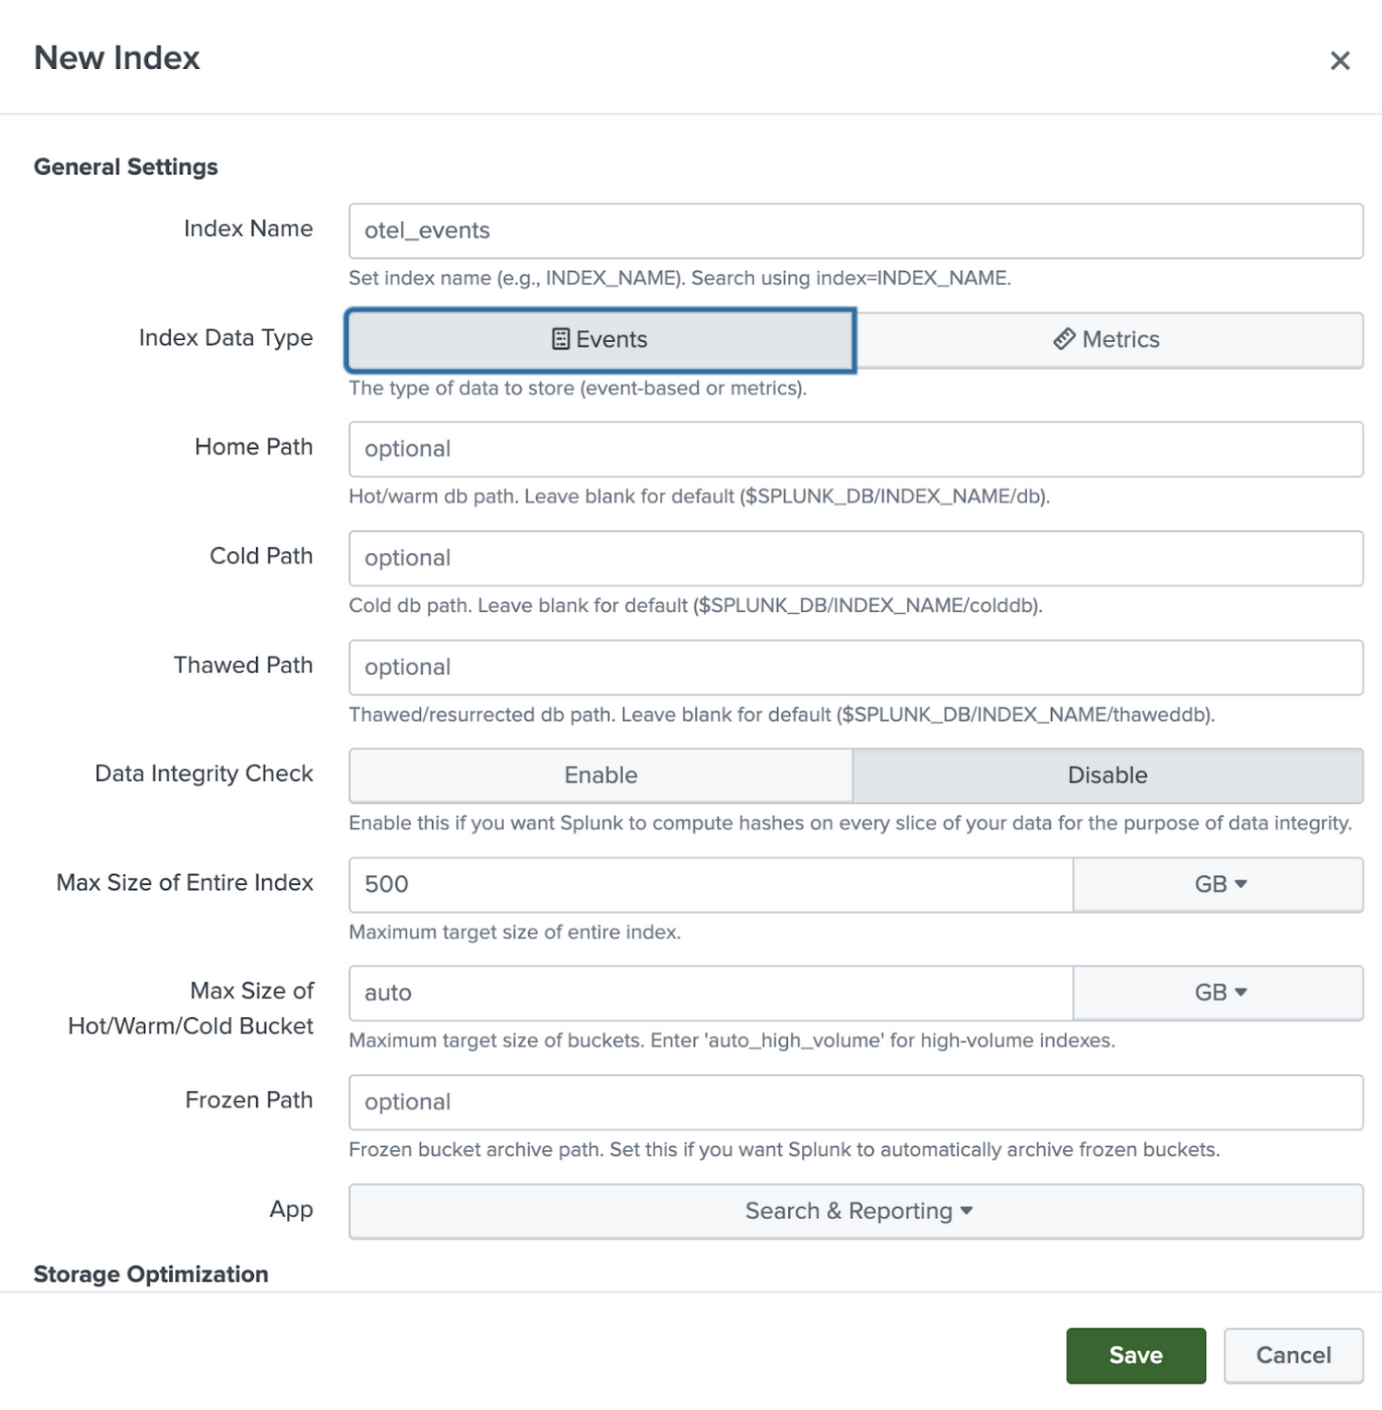 New Index
General Settings
Index Name
otel_events
Set index name (e.g., INDEX_NAME). Search using index=INDEX_NAME.
Index Data Type
Events
Metrics
The type of data to store (event-based or metrics).
Home Path
optional
Hot/warm db path. Leave blank for default ($SPLUNK_DB/INDEX_NAME/db).
Cold Path
optional
Cold db path. Leave blank for default ($SPLUNK_DB/INDEX_NAME/colddb).
Thawed Path
optional
Thawed/resurrected db path. Leave blank for default ($SPLUNK_DB/INDEX_NAME/thaweddb).
Data Integrity Check
Enable
Disable
Enable this if you want Splunk to compute hashes on every slice of your data for the purpose of data integrity.
Max Size of Entire Index
500
GB
Maximum target size of entire index.
Max Size of
Hot/Warm/Cold Bucket
auto
GB
Maximum target size of buckets. Enter 'auto_high_volume' for high-volume indexes.
Frozen Path
optional
Frozen bucket archive path. Set this if you want Splunk to automatically archive frozen buckets.
App
Search & Reporting
Storage Optimization
Save
Cancel